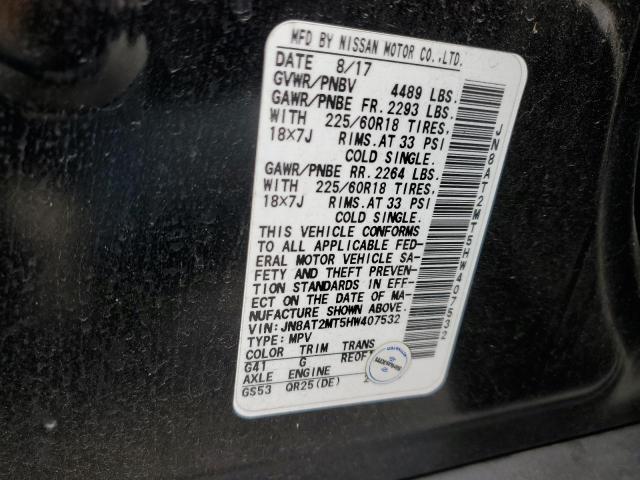 MFD BY NISSAN MOTOR CO.,LTD.
DATE 8/17
GVWR/PNBV 4489 LBS.
GAWR/PNBE FR. 2293 LBS.
WITH 225/60R18 TIRES,
18X7J RIMS.AT 33 PSI
COLD SINGLE.
GAWR/PNBE RR. 2264 LBS.
WITH 225/60R18 TIRES,
18X7J RIMS.AT 33 PSI
COLD SINGLE.
THIS VEHICLE CONFORMS
TO ALL APPLICABLE FED-
ERAL MOTOR VEHICLE SA-
FETY AND THEFT PREVEN-
TION STANDARDS IN EFF-
ECT ON THE DATE OF MA-
NUFACTURE SHOWN ABOVE.
VIN: JN8AT2MT5HW407532
TYPE: MPV
COLOR TRIM TRANS
G41 G REOF
AXLE ENGINE
GS53 QR25(DE)
JN8AT2MT5HW407532